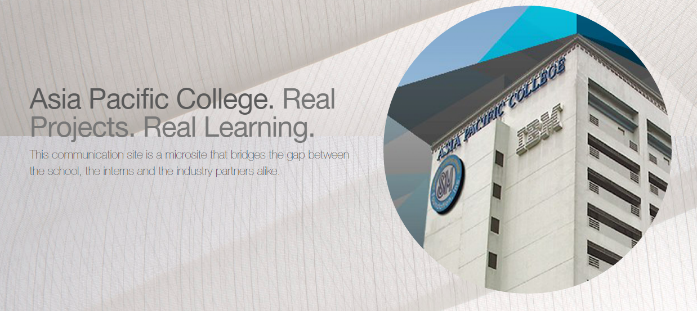 Asia Pacific College. Real
Projects. Real Learning.
This communication site is a microsite that bridges the gap between
the school, the interns and the industry partners alike.
ASIA PACIFIC COLLEGE
IBM